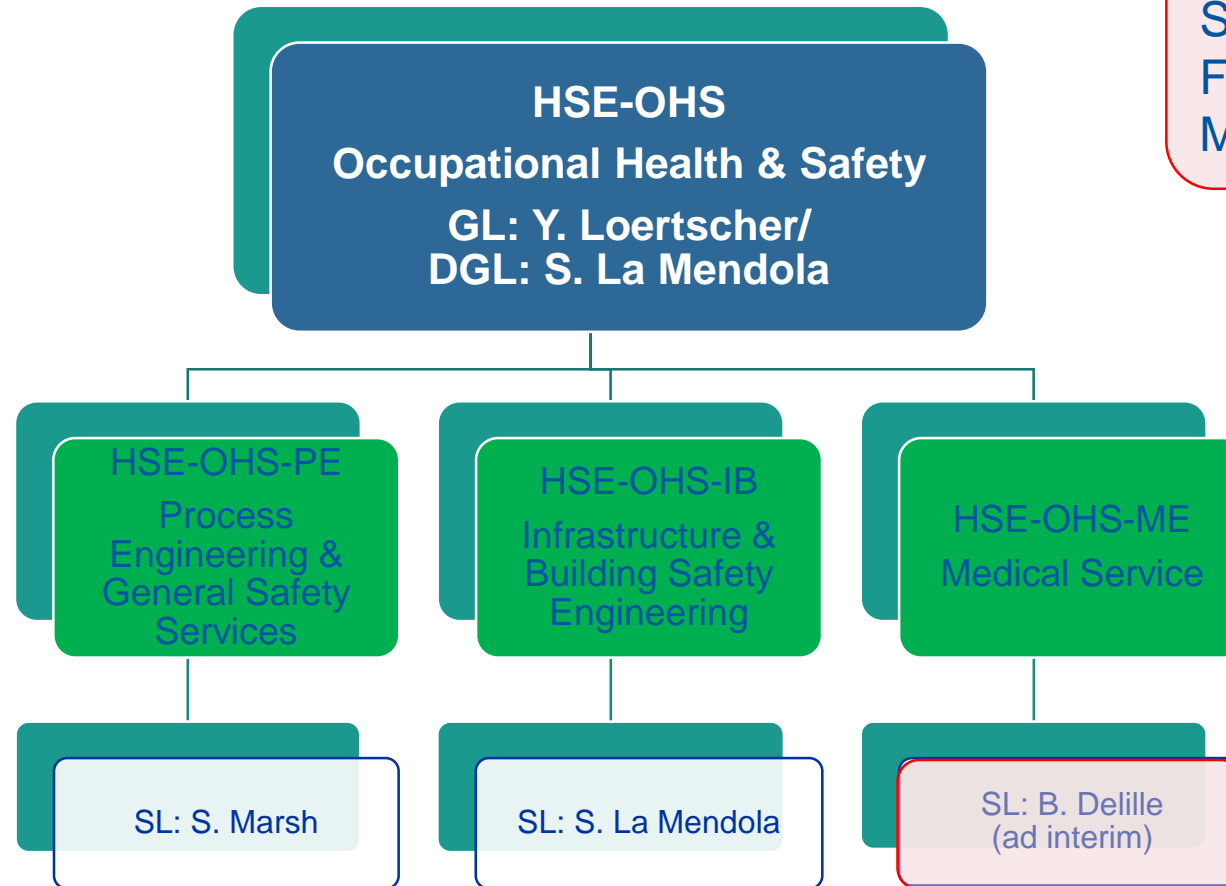 HSE-OHS
Occupational Health & Safety
GL: Y. Loertscher/
DGL: S. La Mendola
HSE-OHS-PE
Process
Engineering &
General Safety
Services
HSE-OHS-IB
Infrastructure &
Building Safety
Engineering
HSE-OHS-ME
Medical Service
SL: S. Marsh
SL: S. La Mendola
SL: B. Delille
(ad interim)